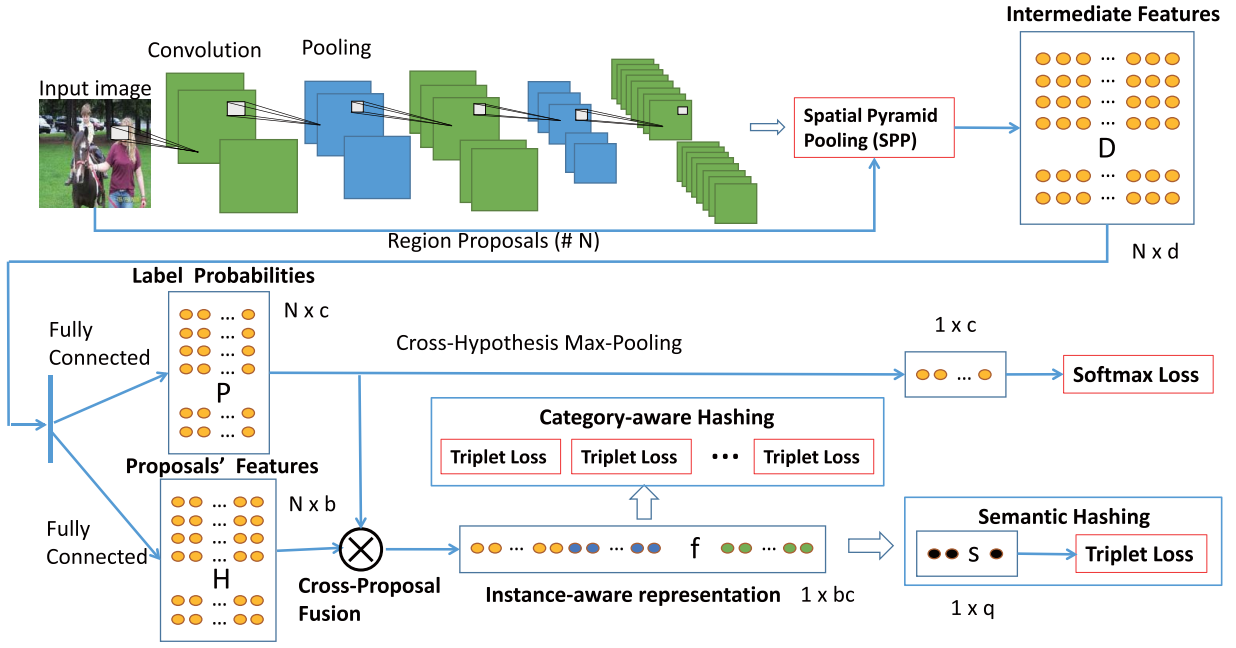 Intermediate Features
Convolution
Pooling
Input image
Spatial Pyramid
Pooling (SPP)
... 
...
...
...
D
...
...
Region Proposals (# N)
N x d
Label Probabilities
N x c
Fully
Connected
...
...
...
...
P
...
...
Cross-Hypothesis Max-Pooling
1 x c
...
Softmax Loss
Category-aware Hashing
Triplet Loss
Triplet Loss
...
Triplet Loss
Proposals' Features
N x b
Fully
Connected
...
...
...
...
H
...
...
Cross-Proposal
Fusion
...
...
f
...
Instance-aware representation
1 x bc
Semantic Hashing
s
Triplet Loss
1 x q